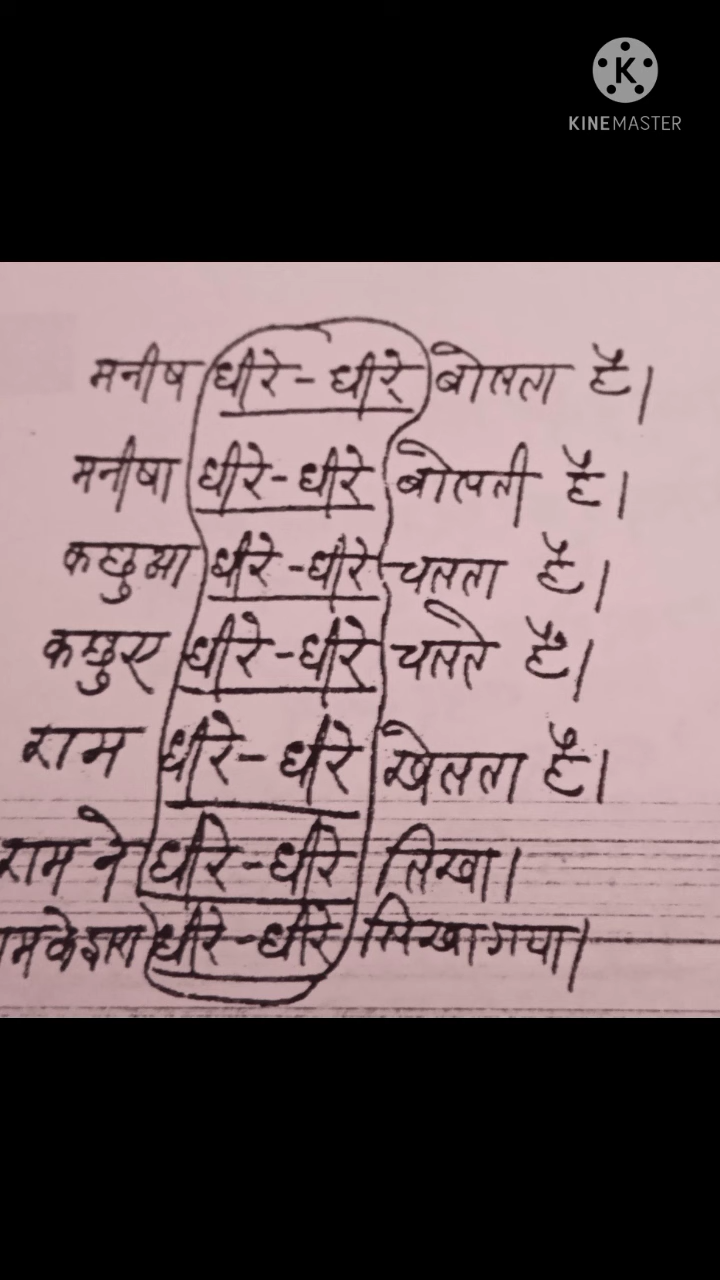 KINEMASTER
मनीष धीरे-धीरे बोलता है।
मनीषा धीरे-धीरे बोलती है।
कछुआ धीरे-धीरे चलता है।
कछुए धीरे-धीरे चलते हैं।
राम धीरे-धीरे खेलता है।
राम ने धीरे-धीरे लिखा।
के द्वारा धीरे-धीरे लिखा गया।